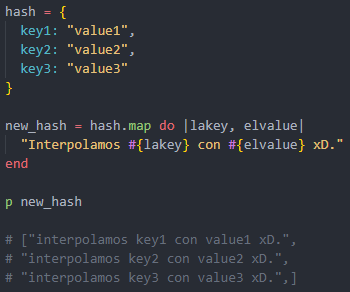 hash = {
  key1: "value1",
  key2: "value2",
  key3: "value3"
}
new_hash = hash.map do |lakey, elvalue|
  "Interpolamos #{lakey} con #{elvalue} xD."
end
p new_hash
# ["interpolamos key1 con value1 xD.",
# "interpolamos key2 con value2 xD.",
# "interpolamos key3 con value3 xD.",]